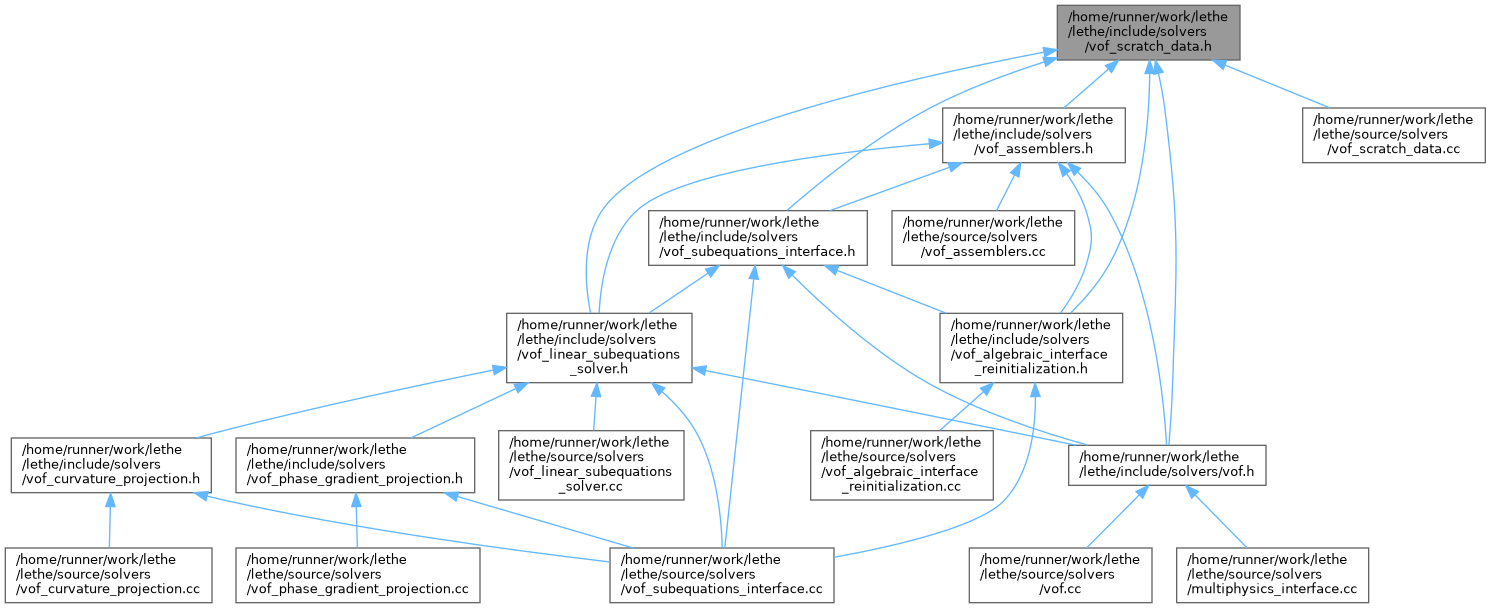 /home/runner/work/lethe
/lethe/include/solvers
/vof_scratch_data.h
/home/runner/work/lethe
/lethe/include/solvers
/vof_assemblers.h
/home/runner/work/lethe
/lethe/source/solvers
/vof_scratch_data.cc
/home/runner/work/lethe
/lethe/include/solvers
/vof_subequations_interface.h
/home/runner/work/lethe
/lethe/source/solvers
/vof_assemblers.cc
/home/runner/work/lethe
/lethe/include/solvers
/vof_linear_subequations
_solver.h
/home/runner/work/lethe
/lethe/include/solvers
/vof_algebraic_interface
_reinitialization.h
/home/runner/work/lethe
/lethe/include/solvers
/vof_curvature_projection.h
/home/runner/work/lethe
/lethe/include/solvers
/vof_phase_gradient_projection.h
/home/runner/work/lethe
/lethe/source/solvers
/vof_linear_subequations
_solver.cc
/home/runner/work/lethe
/lethe/source/solvers
/vof_algebraic_interface
_reinitialization.cc
/home/runner/work/lethe
/lethe/include/solvers/vof.h
/home/runner/work/lethe
/lethe/source/solvers
/vof_curvature_projection.cc
/home/runner/work/lethe
/lethe/source/solvers
/vof_phase_gradient_projection.cc
/home/runner/work/lethe
/lethe/source/solvers
/vof_subequations_interface.cc
/home/runner/work/lethe
/lethe/source/solvers
/vof.cc
/home/runner/work/lethe
/lethe/source/solvers
/multiphysics_interface.cc